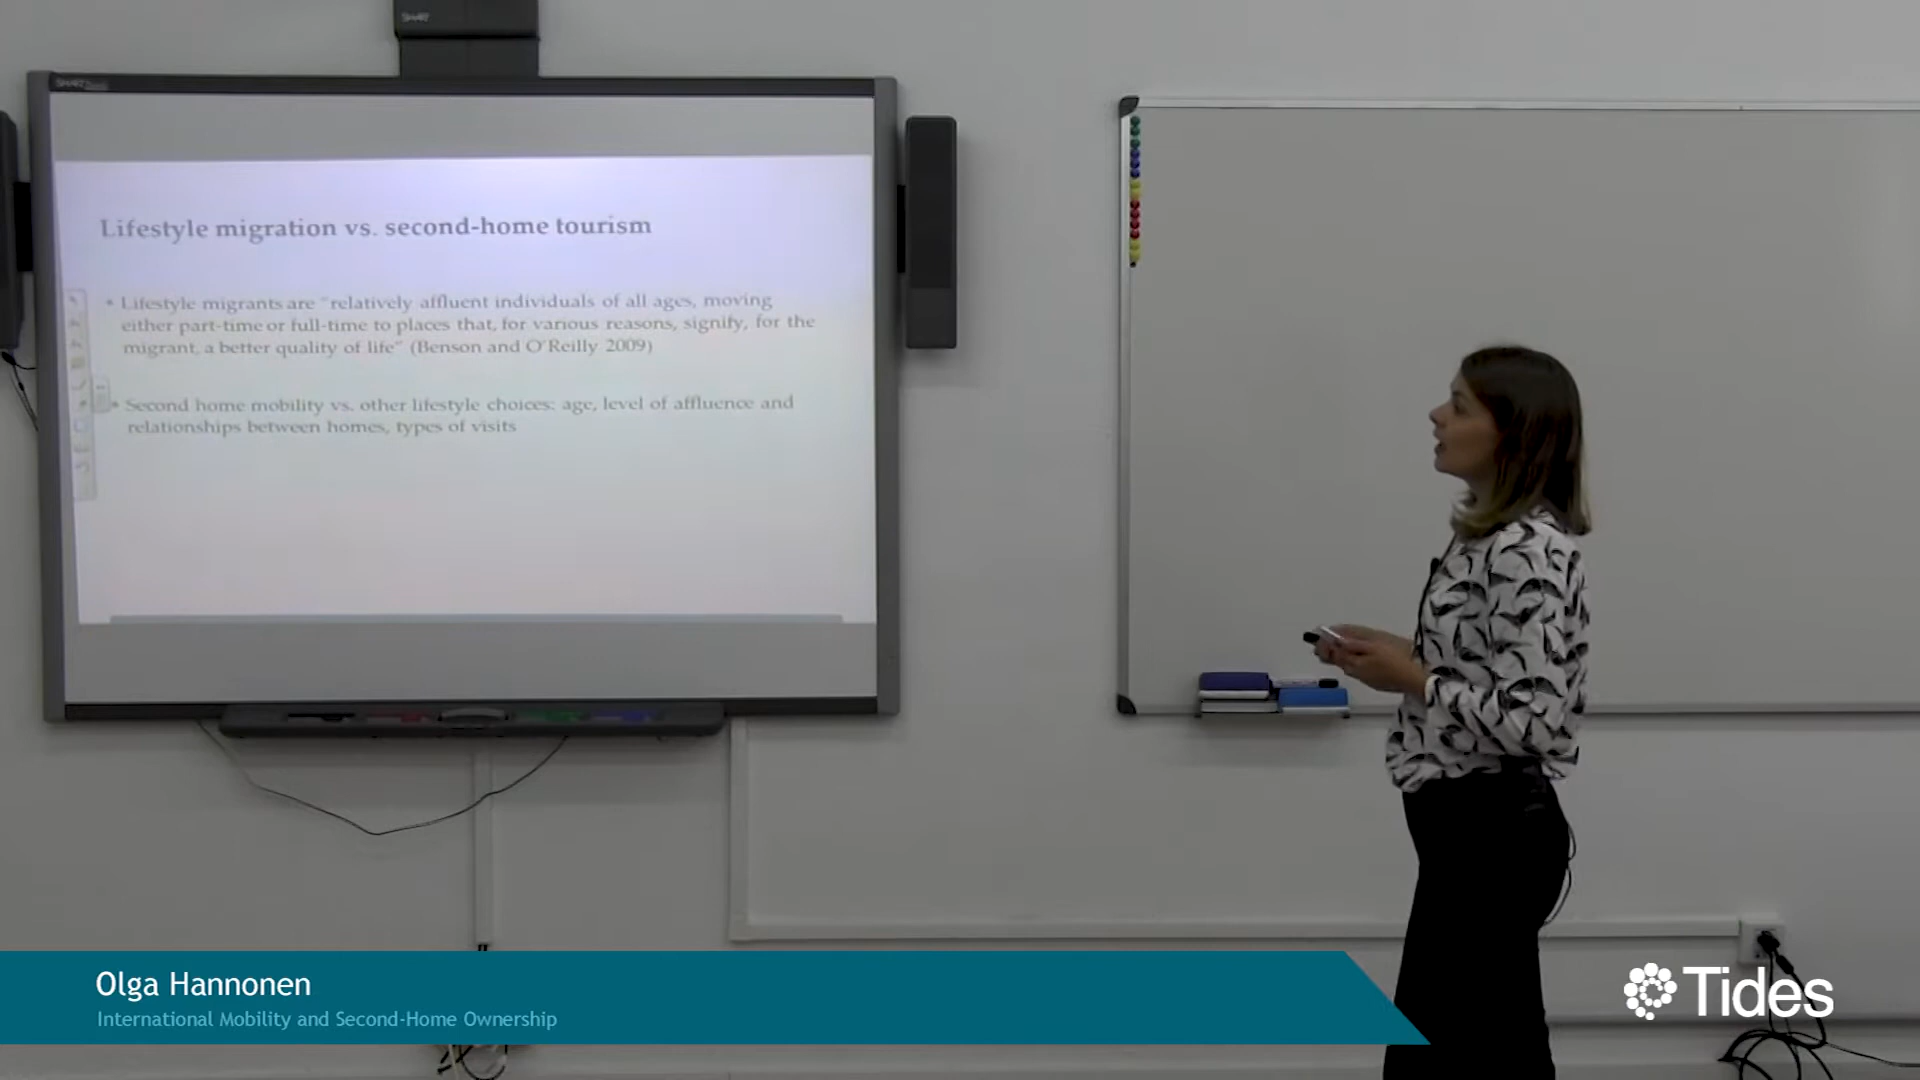 SMART
SMART
Lifestyle migration vs. second-home tourism
• Lifestyle migrants are "relatively affluent individuals of all ages, moving
either part-time or full-time to places that, for various reasons, signify, for the
migrant, a better quality of life" (Benson and O'Reilly 2009)
• Second home mobility vs. other lifestyle choices: age, level of affluence and
relationships between homes, types of visits
Olga Hannonen
International Mobility and Second-Home Ownership
Tides